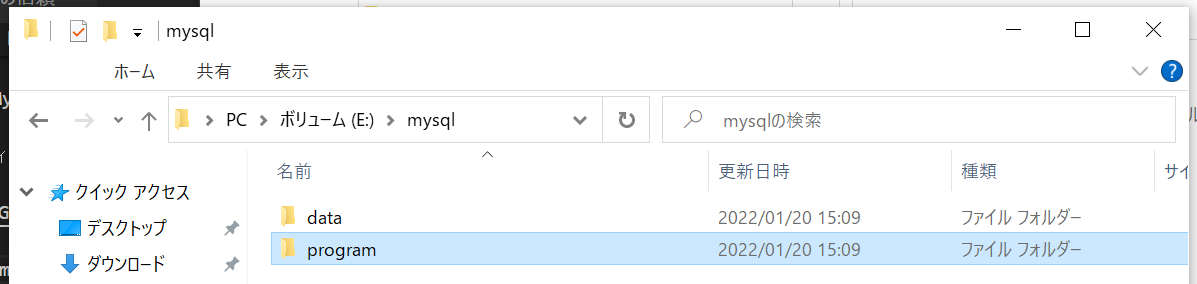 mysql
ホーム 共有 表示
PC ボリューム (E:) mysql
mysqlの検索
名前 更新日時 種類 サイ
クイック アクセス
data 2022/01/20 15:09 ファイル フォルダー
デスクトップ
program 2022/01/20 15:09 ファイル フォルダー
ダウンロード